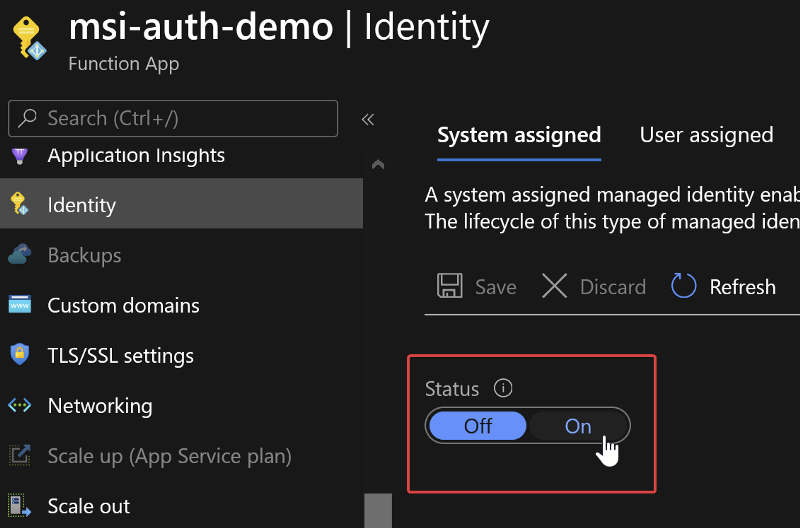 msi-auth-demo | Identity
Function App
Search (Ctrl+/)
«
Application Insights
Identity
Backups
www
Custom domains
TLS/SSL settings
Networking
Scale up (App Service plan)
Scale out
System assigned
User assigned
A system assigned managed identity enab
The lifecycle of this type of managed iden
Save
Discard
Refresh
Status
Off
On